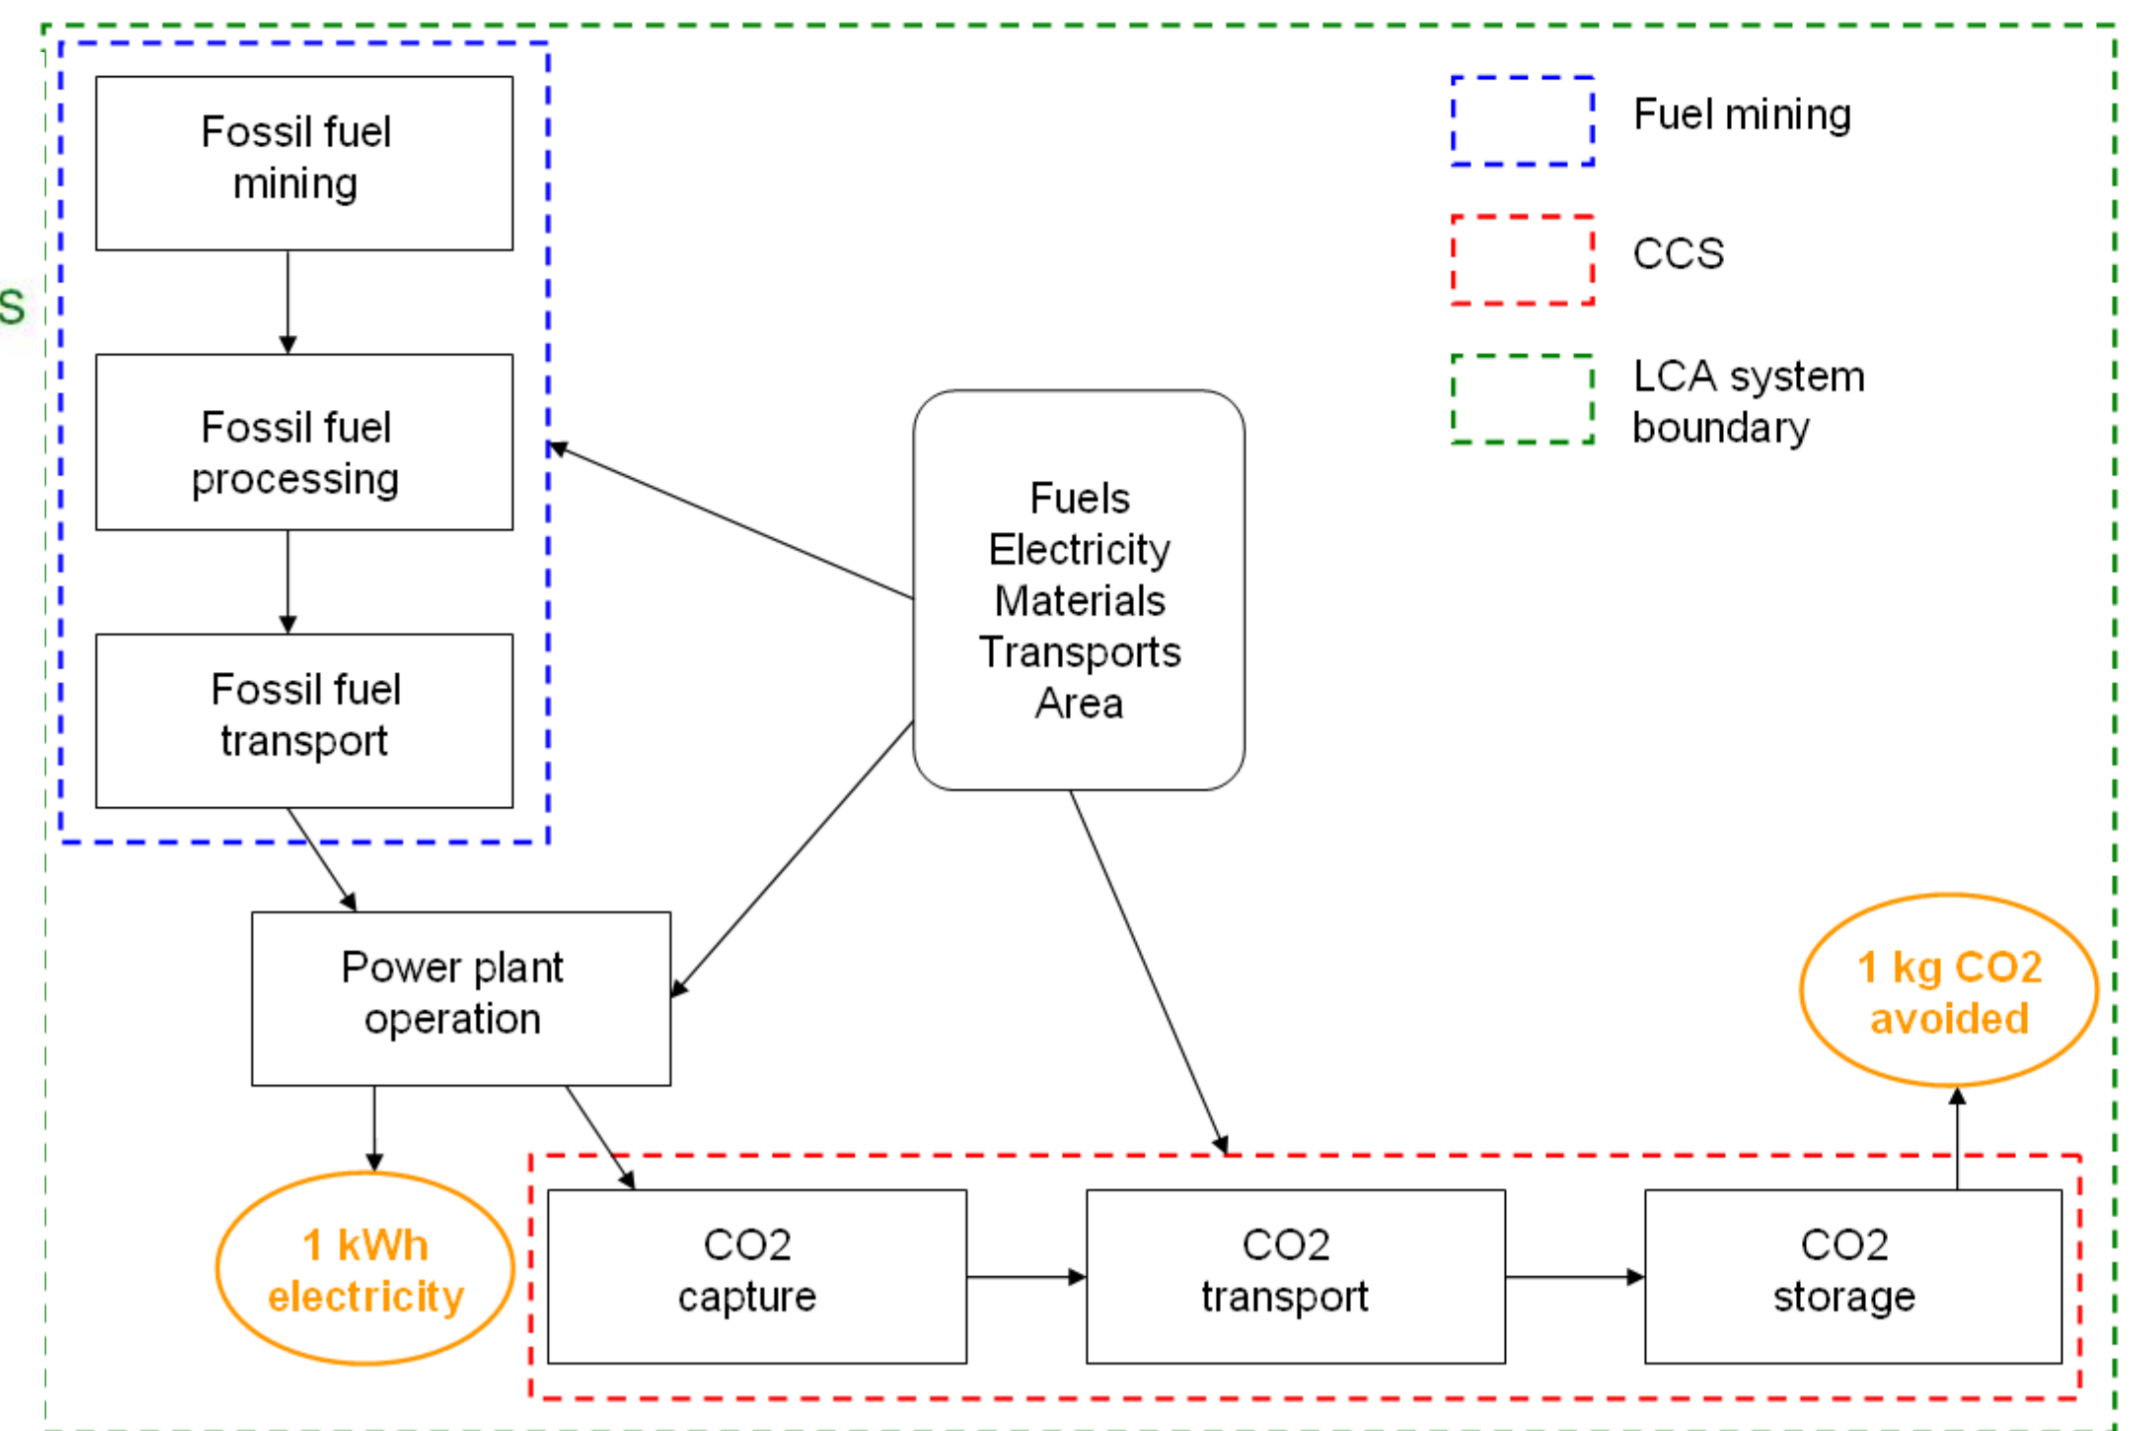 Fossil fuel
mining
Fuel mining
CCS
S
Fossil fuel
processing
LCA system
boundary
Fuels
Electricity
Materials
Transports
Area
Fossil fuel
transport
Power plant
operation
1 kg CO2
avoided
1 kWh
electricity
CO2
capture
CO2
transport
CO2
storage